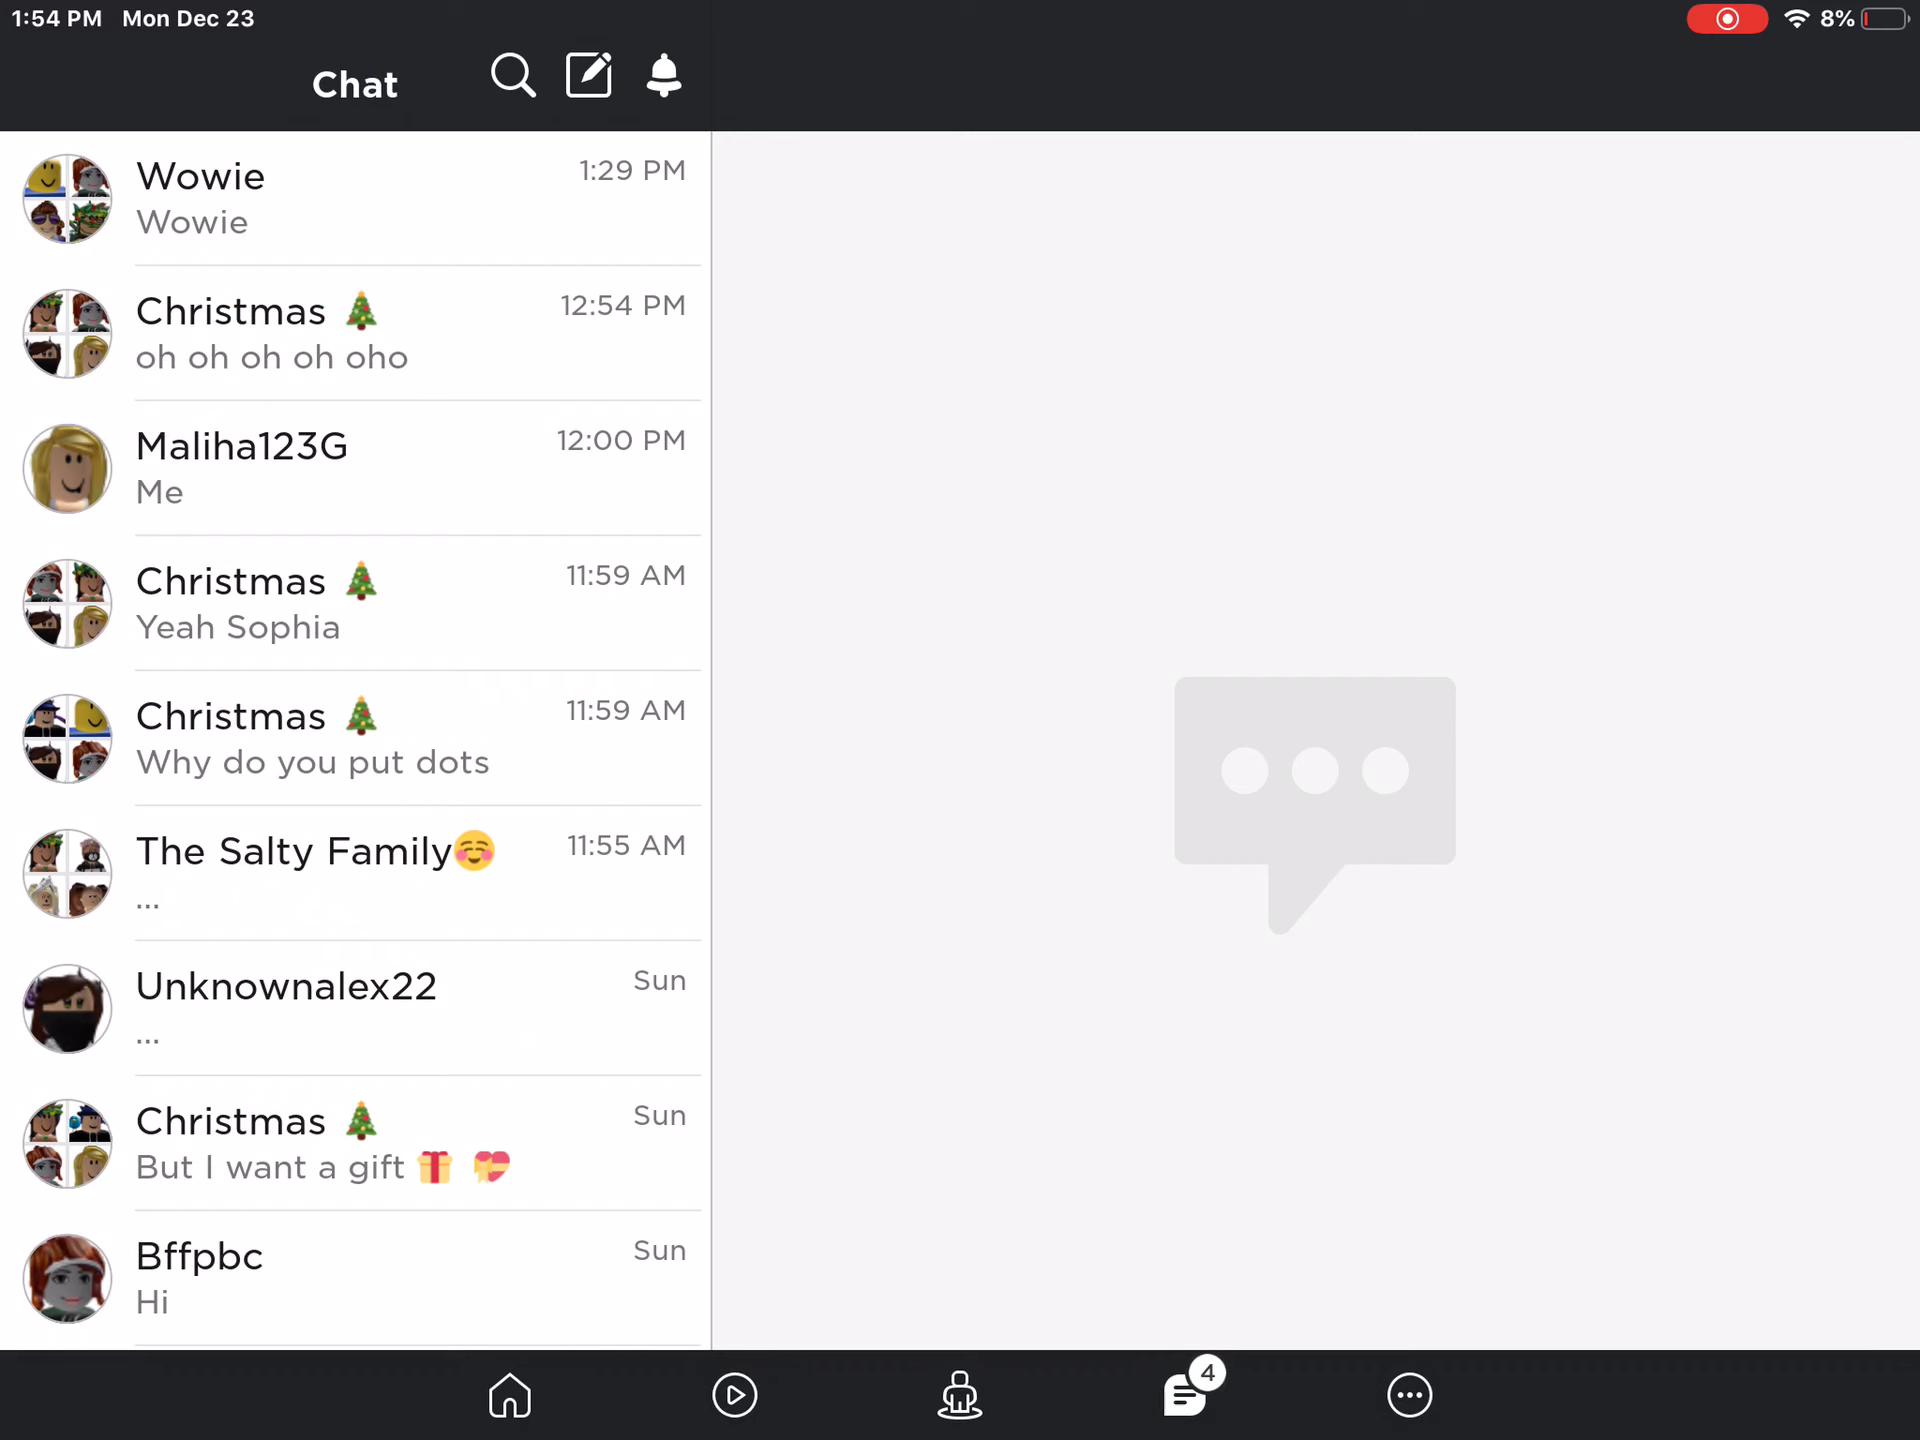 1:54 PM Mon Dec 23 8%
Chat
Wowie 1:29 PM
Wowie
Christmas 🎄 12:54 PM
oh oh oh oh oho
Maliha123G 12:00 PM
Me
Christmas 🎄 11:59 AM
Yeah Sophia
Christmas 🎄 11:59 AM
Why do you put dots
The Salty Family☺️ 11:55 AM
...
Unknownalex22 Sun
...
Christmas 🎄 Sun
But I want a gift 🎁 💝
Bffpbc Sun
Hi
4